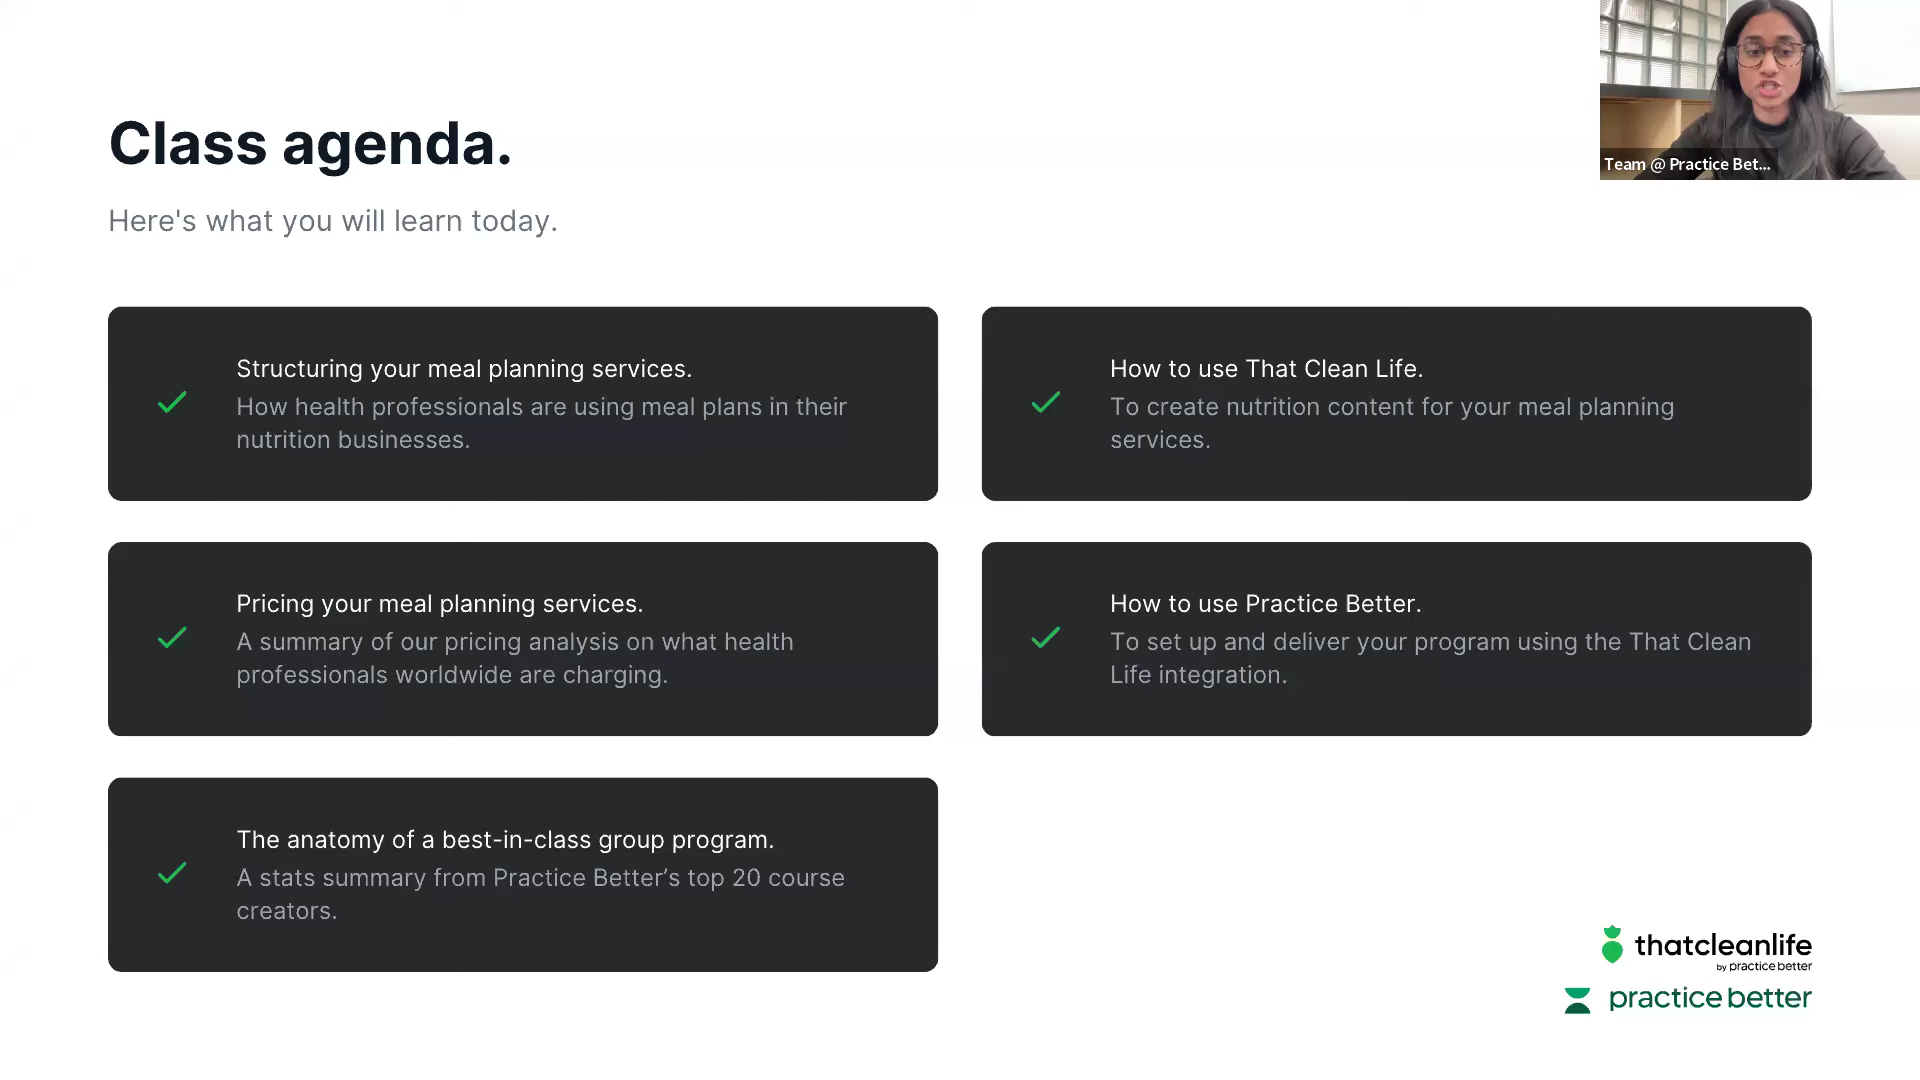 Class agenda.
Here's what you will learn today.
Team @ Practice Bet...
Structuring your meal planning services.
How health professionals are using meal plans in their
nutrition businesses.
How to use That Clean Life.
To create nutrition content for your meal planning
services.
Pricing your meal planning services.
A summary of our pricing analysis on what health
professionals worldwide are charging.
How to use Practice Better.
To set up and deliver your program using the That Clean
Life integration.
The anatomy of a best-in-class group program.
A stats summary from Practice Better’s top 20 course
creators.
thatcleanlife
by practice better
practice better